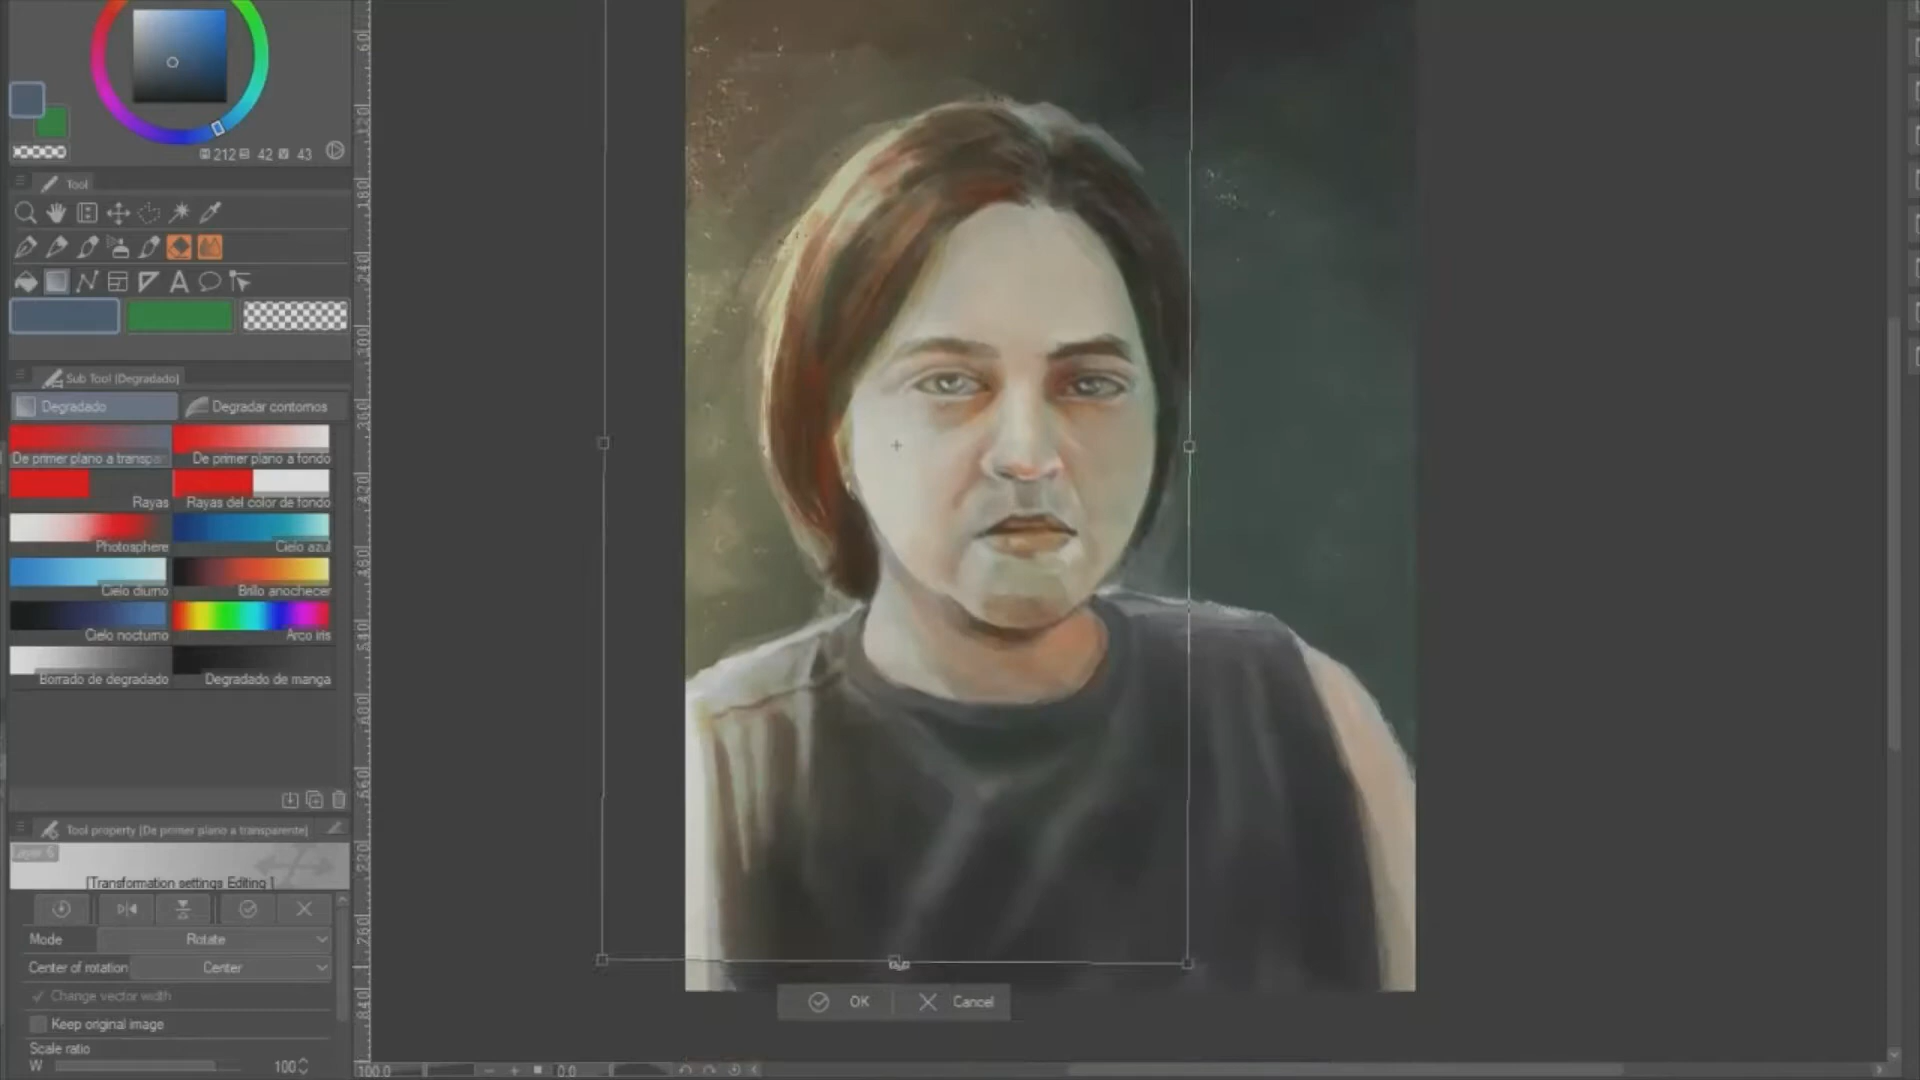 212 42 43
Tool
A
Sub Tool (Degradado)
Degradado
Degradar contornos
De primer plano a transpa
De primer plano a fondo
Rayas
Rayas del color de fondo
Photosphere
Cielo azul
Cielo diurno
Brillo anochecer
Cielo nocturno
Arco iris
Borrado de degradado
Degradado de manga
Tool property (De primer plano a transparente)
Layer 6
[Transformation settings Editing ]
Mode
Rotate
Center of rotation
Center
Change vector width
Keep original image
Scale ratio
W
100
OK
Cancel
100.0
0.0